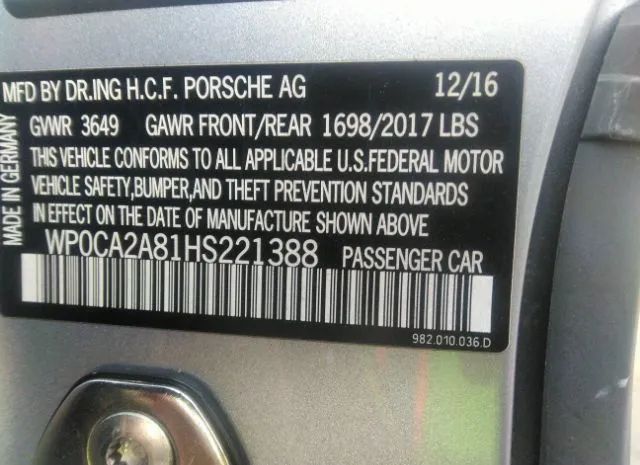 MFD BY DR.ING H.C.F. PORSCHE AG 12/16
GVWR 3649 GAWR FRONT/REAR 1698/2017 LBS
THIS VEHICLE CONFORMS TO ALL APPLICABLE U.S.FEDERAL MOTOR
VEHICLE SAFETY,BUMPER,AND THEFT PREVENTION STANDARDS
IN EFFECT ON THE DATE OF MANUFACTURE SHOWN ABOVE
WP0CA2A81HS221388 PASSENGER CAR
982.010.036.D
MADE IN GERMANY